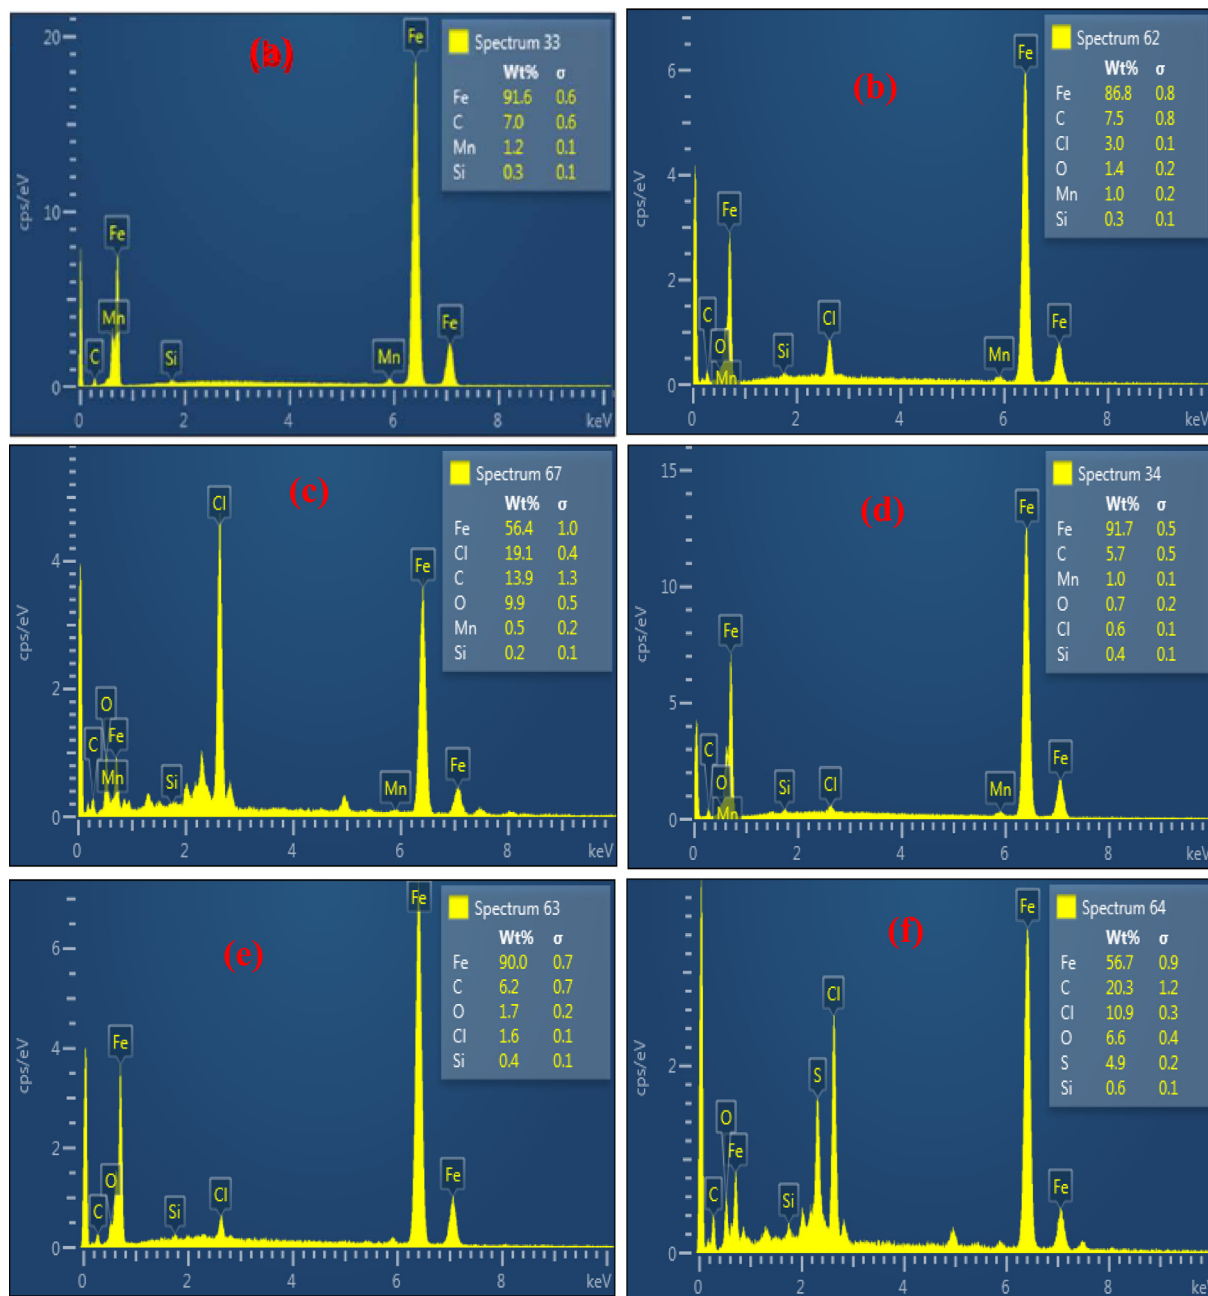 (b)
Spectrum 33
Wt% σ
Fe 91.6 0.6
C 7.0 0.6
Mn 1.2 0.1
Si 0.3 0.1
20
10
0
cps/eV
Fe
Fe
Mn
C
Si
Mn
Fe
0 2 4 6 8 keV
(b)
Spectrum 62
Wt% σ
Fe 86.8 0.8
C 7.5 0.8
Cl 3.0 0.1
O 1.4 0.2
Mn 1.0 0.2
Si 0.3 0.1
6
4
2
0
cps/eV
Fe
Fe
C
O
Mn
Si
Cl
Mn
Fe
0 2 4 6 8 keV
(c)
Spectrum 67
Wt% σ
Fe 56.4 1.0
Cl 19.1 0.4
C 13.9 1.3
O 9.9 0.5
Mn 0.5 0.2
Si 0.2 0.1
4
2
0
cps/eV
Cl
Fe
O
C
Fe
Mn
Si
Mn
Fe
0 2 4 6 8 keV
(d)
Spectrum 34
Wt% σ
Fe 91.7 0.5
C 5.7 0.5
Mn 1.0 0.1
O 0.7 0.2
Cl 0.6 0.1
Si 0.4 0.1
15
10
5
0
cps/eV
Fe
Fe
C
O
Mn
Si
Cl
Mn
Fe
0 2 4 6 8 keV
(e)
Spectrum 63
Wt% σ
Fe 90.0 0.7
C 6.2 0.7
O 1.7 0.2
Cl 1.6 0.1
Si 0.4 0.1
6
4
2
0
cps/eV
Fe
Fe
O
C
Si
Cl
Fe
0 2 4 6 8 keV
(f)
Spectrum 64
Wt% σ
Fe 56.7 0.9
C 20.3 1.2
Cl 10.9 0.3
O 6.6 0.4
S 4.9 0.2
Si 0.6 0.1
2
0
cps/eV
Fe
Cl
S
O
Fe
C
Si
Fe
0 2 4 6 8 keV